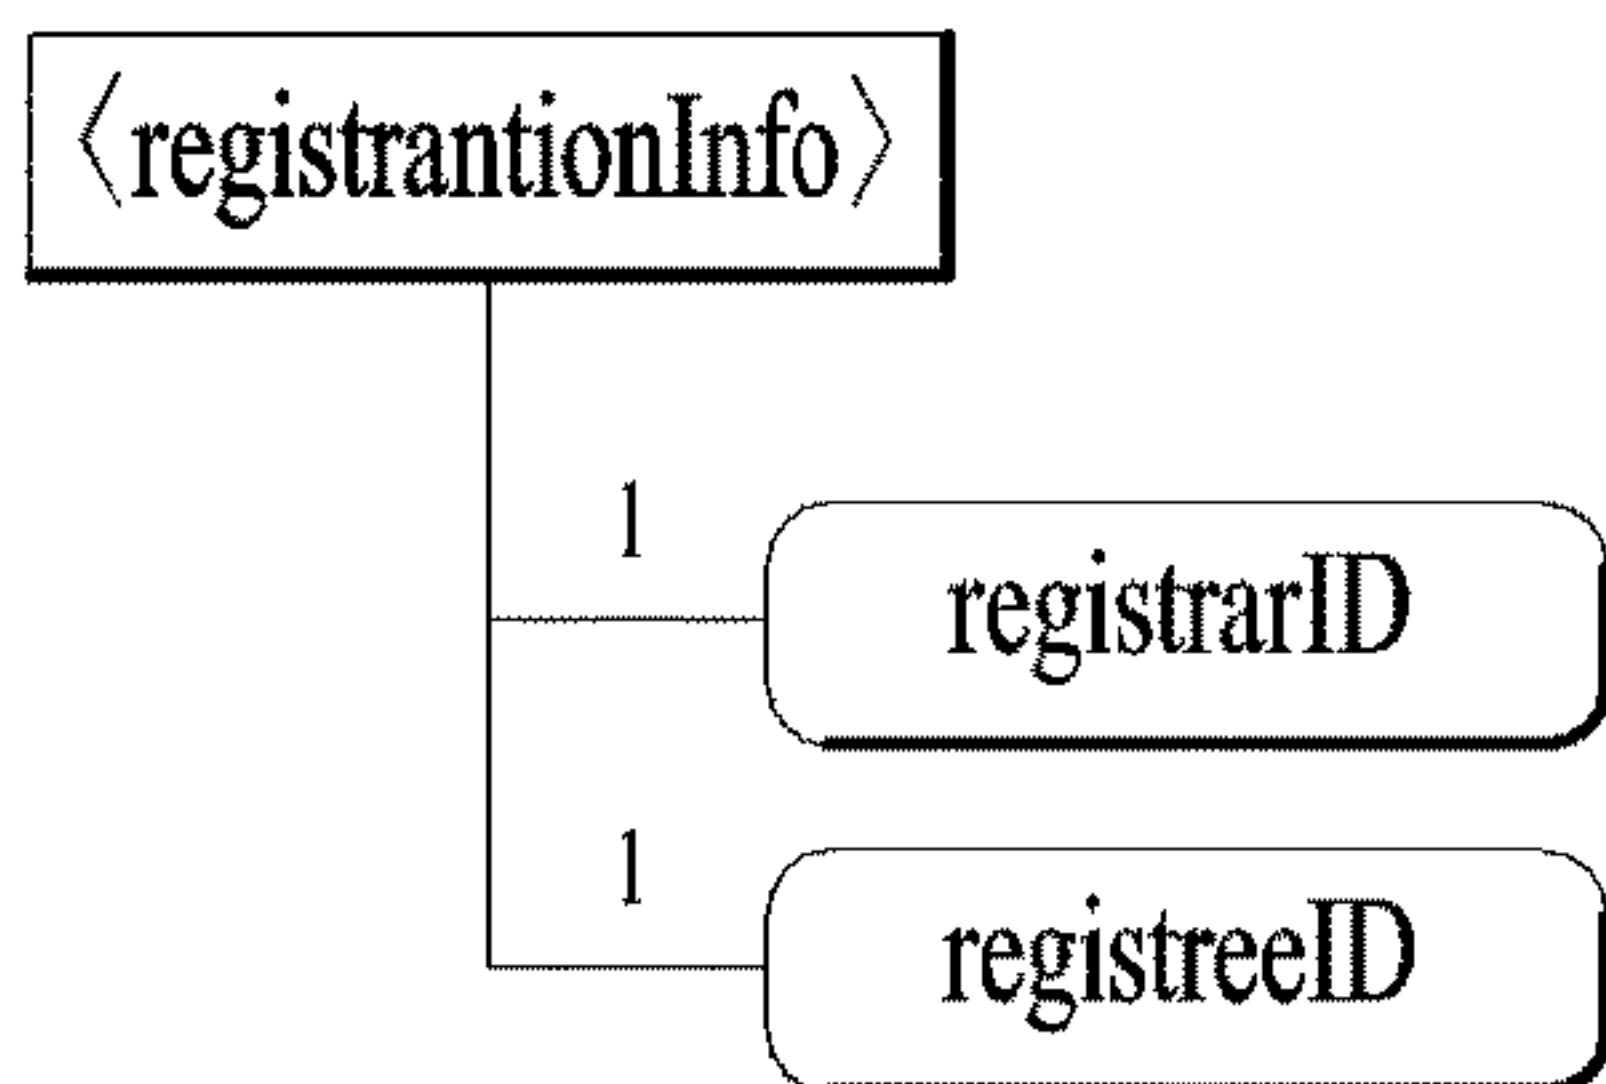 〈registrantionInfo〉
1
registrarID
1
registreeID